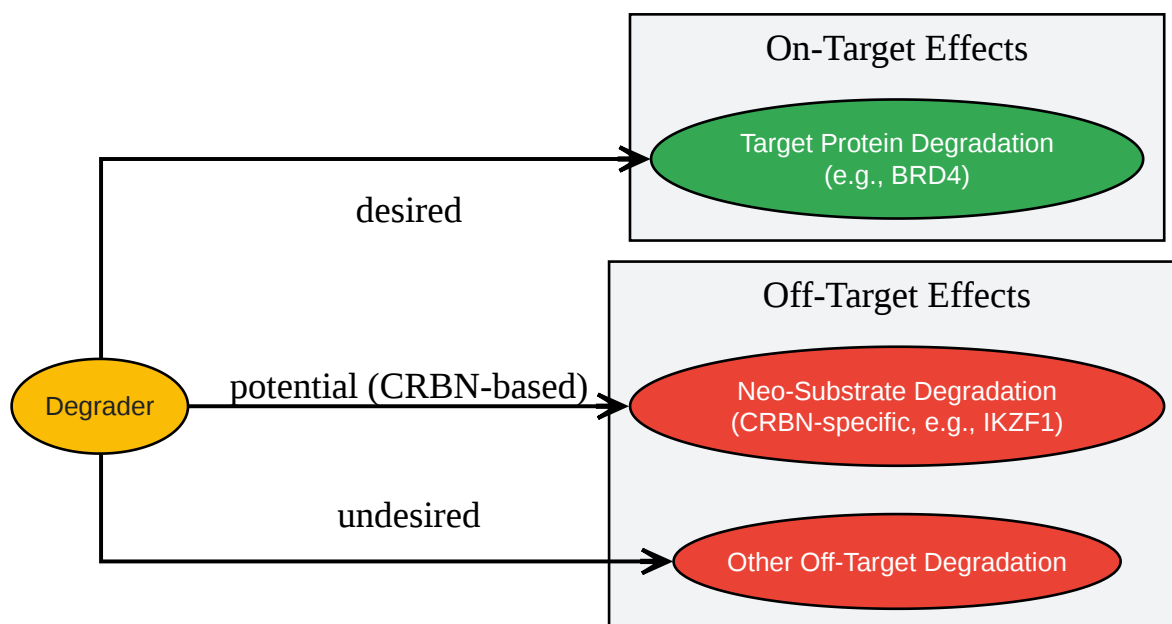 On-Target Effects
Target Protein Degradation
(e.g., BRD4)
desired
Off-Target Effects
Degrader
potential (CRBN-based)
Neo-Substrate Degradation
(CRBN-specific, e.g., IKZF1)
undesired
Other Off-Target Degradation